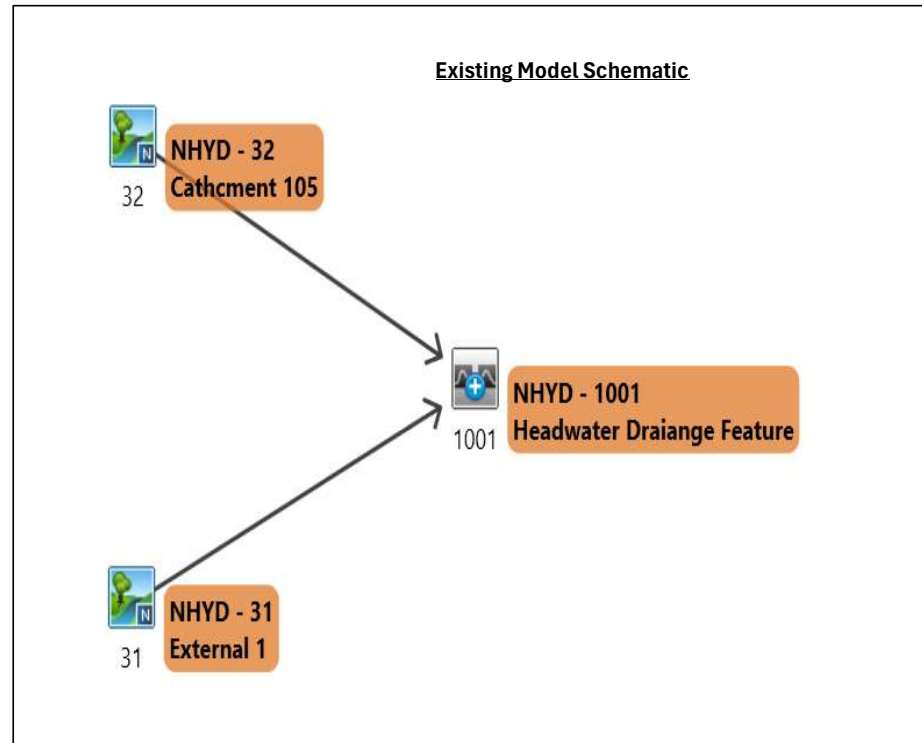 Existing Model Schematic
N
NHYD - 32
Cathcment 105
32
NHYD - 1001
Headwater Draiange Feature
1001
N
NHYD - 31
External 1
31